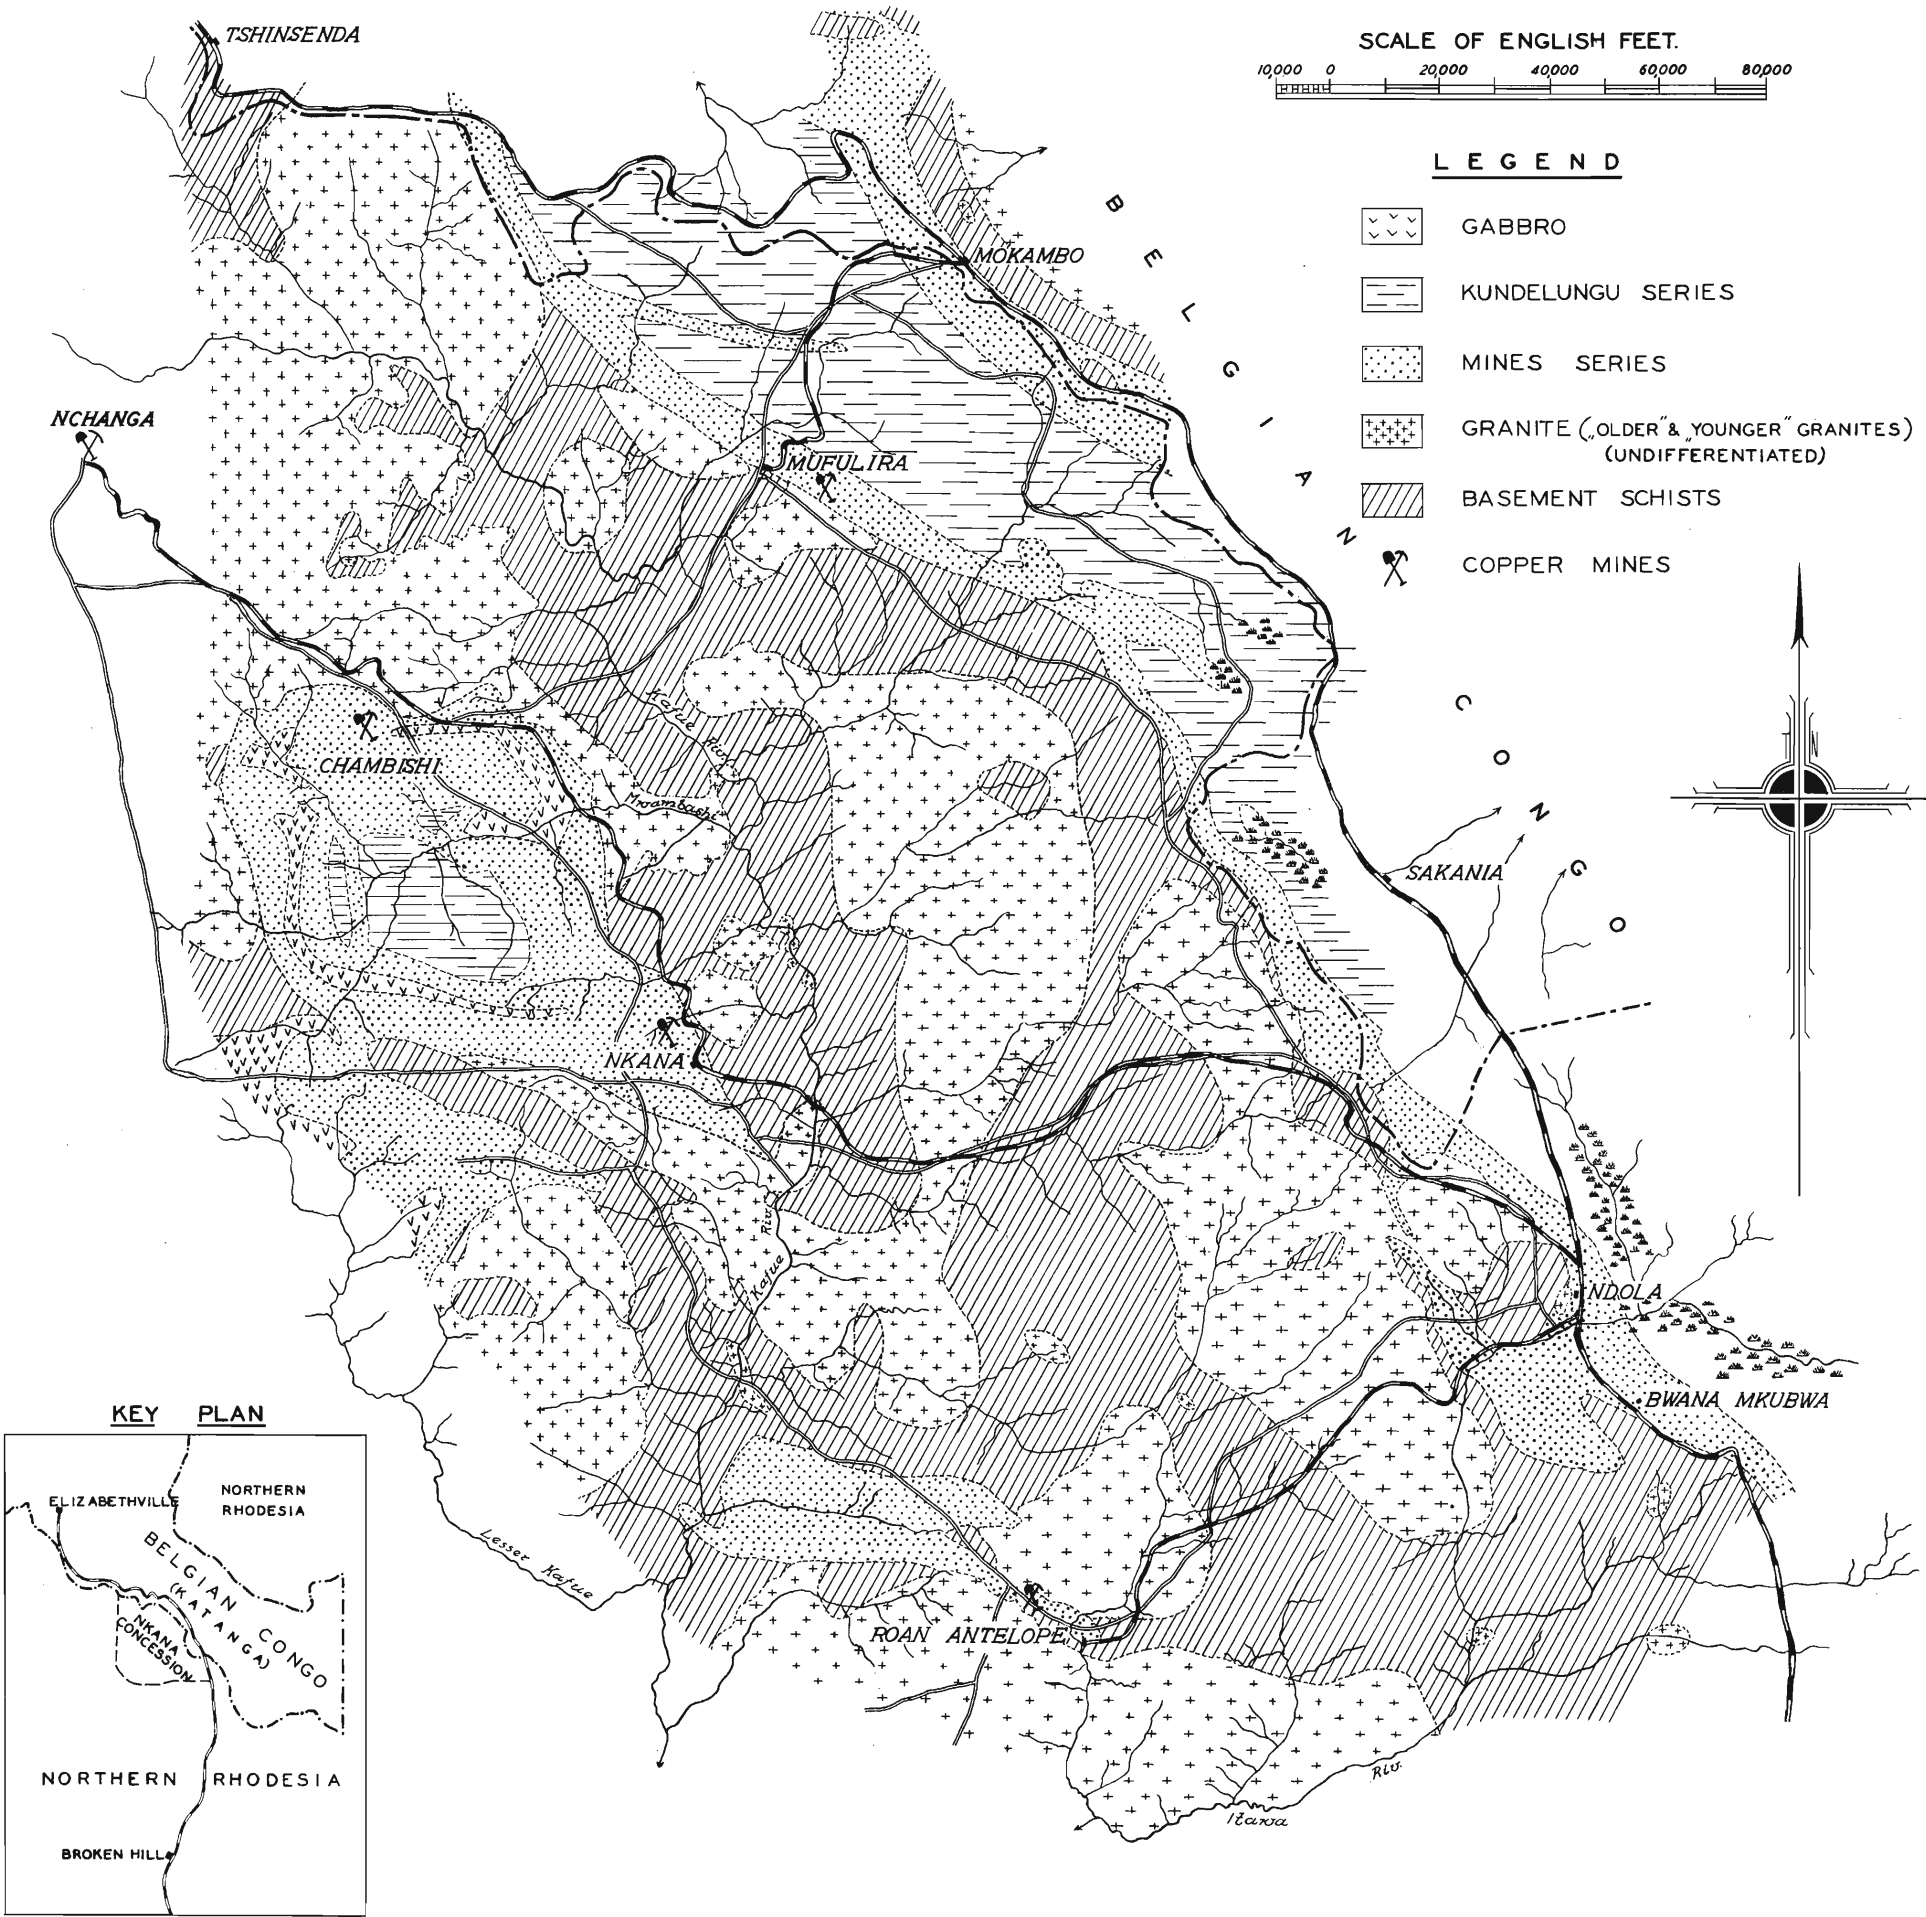 TSHINSENDA
SCALE OF ENGLISH FEET.
10,000 0 20,000 40,000 60,000 80,000
LEGEND
GABBRO
KUNDELUNGU SERIES
MINES SERIES
GRANITE („OLDER" & „YOUNGER" GRANITES)
(UNDIFFERENTIATED)
BASEMENT SCHISTS
COPPER MINES
BELGIAN CONGO
MOKAMBO
NCHANGA
MUFULIRA
Kafue Riv.
N
CHAMBISHI
Mwambashi
SAKANIA
NKANA
Kafue Riv.
NDOLA
BWANA MKUBWA
Lesser Kafue
ROAN ANTELOPE
Itawa Riv.
KEY PLAN
ELIZABETHVILLE
NORTHERN
RHODESIA
BELGIAN CONGO
(KATANGA)
NKANA
CONCESSION
NORTHERN RHODESIA
BROKEN HILL